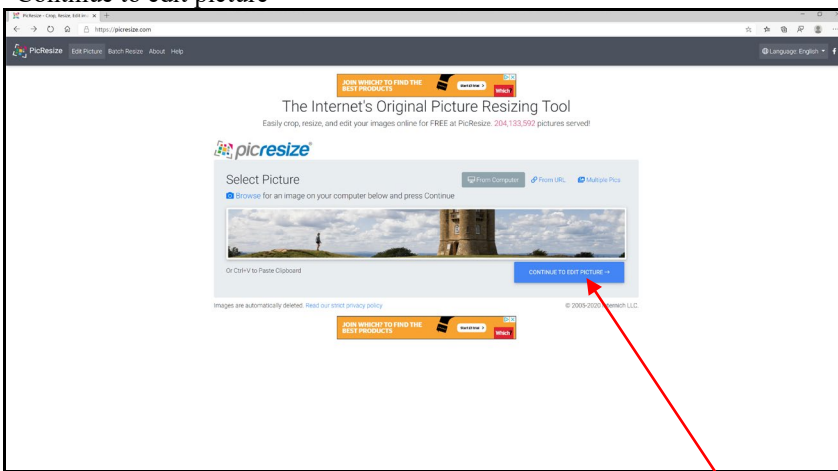 Continue to edit picture
PicResize - Crop, Resize, Edit Im
https://picresize.com
PicResize Edit Picture Batch Resize About Help Language: English
JOIN WHICH? TO FIND THE
BEST PRODUCTS
Which?
The Internet's Original Picture Resizing Tool
Easily crop, resize, and edit your images online for FREE at PicResize. 204,133,592 pictures served!
picresize
Select Picture From Computer From URL Multiple Pics
Browse for an image on your computer below and press Continue
Or Ctrl+V to Paste Clipboard CONTINUE TO EDIT PICTURE →
Images are automatically deleted. Read our strict privacy policy. © 2005-2020 LLC.
JOIN WHICH? TO FIND THE
BEST PRODUCTS
Which?